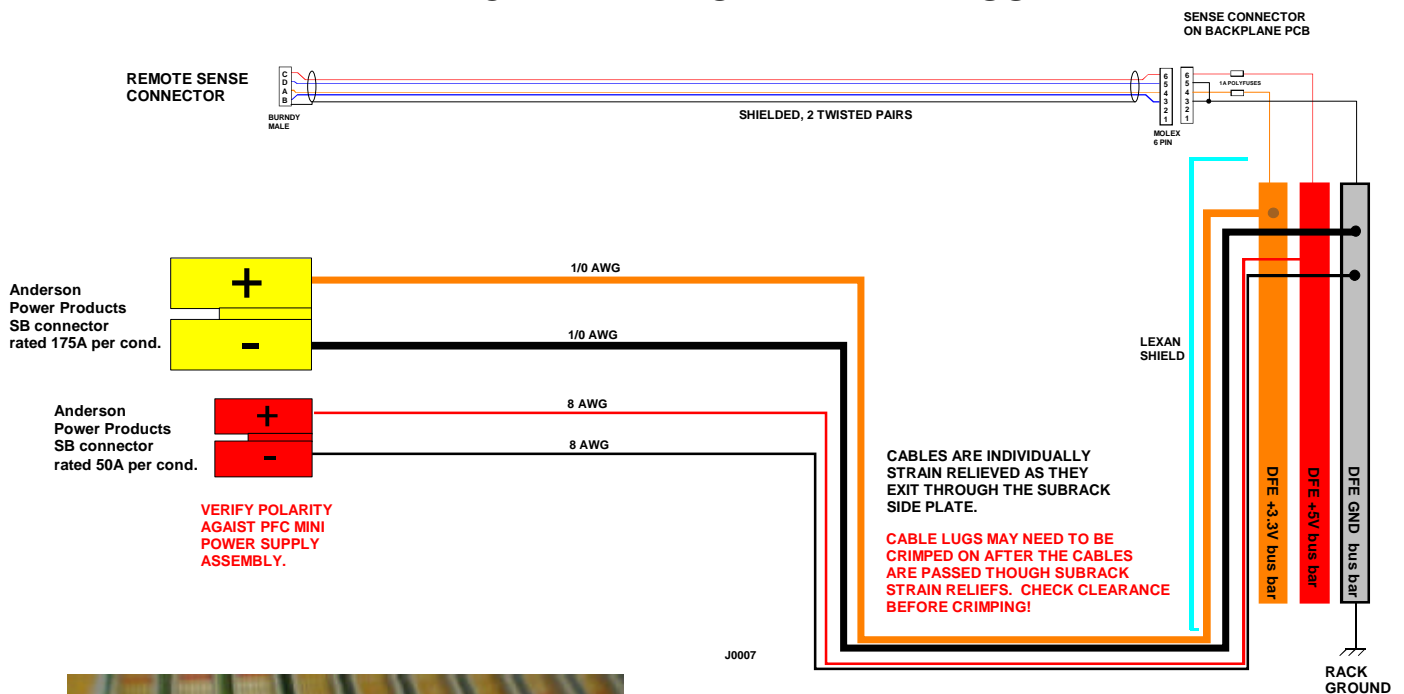 SENSE CONNECTOR
ON BACKPLANE PCB
REMOTE SENSE
CONNECTOR
C
D
A
B
BURNDY
MALE
SHIELDED, 2 TWISTED PAIRS
6
5
4
3
2
1
MOLEX
6 PIN
6
5
4
3
2
1
1A POLYFUSES
Anderson
Power Products
SB connector
rated 175A per cond.
+
-
1/0 AWG
1/0 AWG
LEXAN
SHIELD
Anderson
Power Products
SB connector
rated 50A per cond.
+
-
8 AWG
8 AWG
VERIFY POLARITY
AGAIST PFC MINI
POWER SUPPLY
ASSEMBLY.
CABLES ARE INDIVIDUALLY
STRAIN RELIEVED AS THEY
EXIT THROUGH THE SUBRACK
SIDE PLATE.
CABLE LUGS MAY NEED TO BE
CRIMPED ON AFTER THE CABLES
ARE PASSED THOUGH SUBRACK
STRAIN RELIEFS. CHECK CLEARANCE
BEFORE CRIMPING!
DFE +3.3V bus bar
DFE +5V bus bar
DFE GND bus bar
J0007
RACK
GROUND